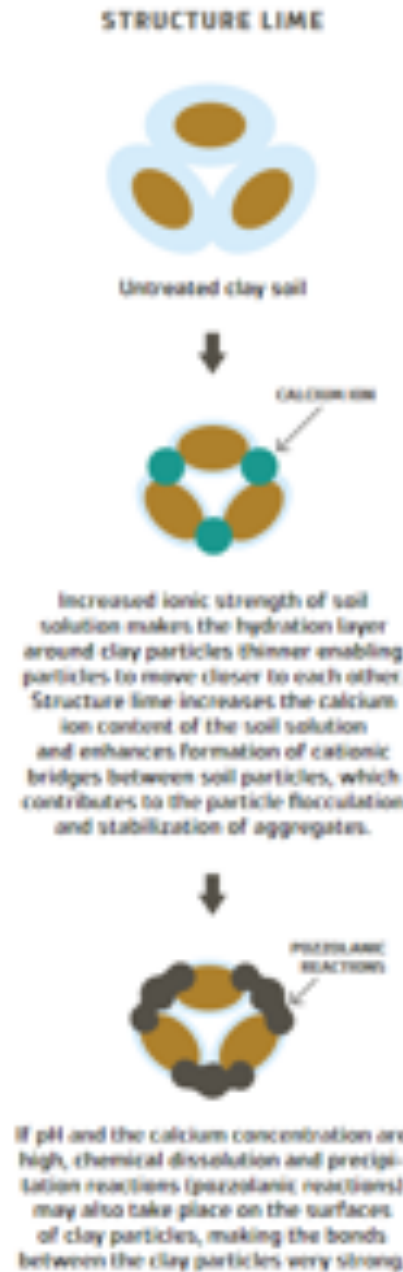 STRUCTURE LIME
Untreated clay soil
CALCIUM ION
Increased ionic strength of soil
solution makes the hydration layer
around clay particles thinner enabling
particles to move closer to each other.
Structure lime increases the calcium
ion content of the soil solution
and enhances formation of cationic
bridges between soil particles, which
contributes to the particle flocculation
and stabilization of aggregates.
POZZOLANIC
REACTIONS
If pH and the calcium concentration are
high, chemical dissolution and precipi-
tation reactions (pozzolanic reactions)
may also take place on the surfaces
of clay particles, making the bonds
between the clay particles very strong.